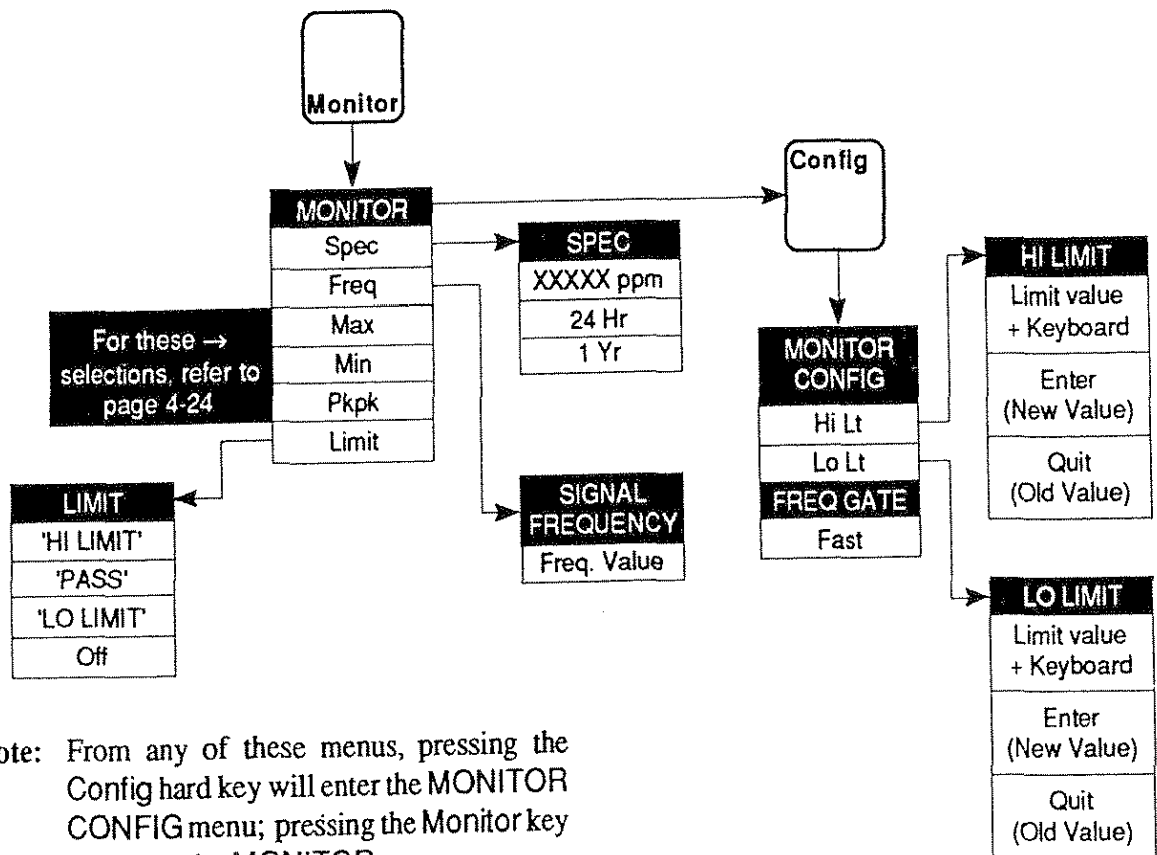 Monitor
Config
MONITOR
Spec
Freq
Max
Min
Pkpk
Limit
For these →
selections, refer to
page 4-24
SPEC
XXXXX ppm
24 Hr
1 Yr
SIGNAL
FREQUENCY
Freq. Value
LIMIT
'HI LIMIT'
'PASS'
'LO LIMIT'
Off
MONITOR
CONFIG
Hi Lt
Lo Lt
FREQ GATE
Fast
HI LIMIT
Limit value
+ Keyboard
Enter
(New Value)
Quit
(Old Value)
LO LIMIT
Limit value
+ Keyboard
Enter
(New Value)
Quit
(Old Value)
ote: From any of these menus, pressing the
Config hard key will enter the MONITOR
CONFIG menu; pressing the Monitor key
MONITOR